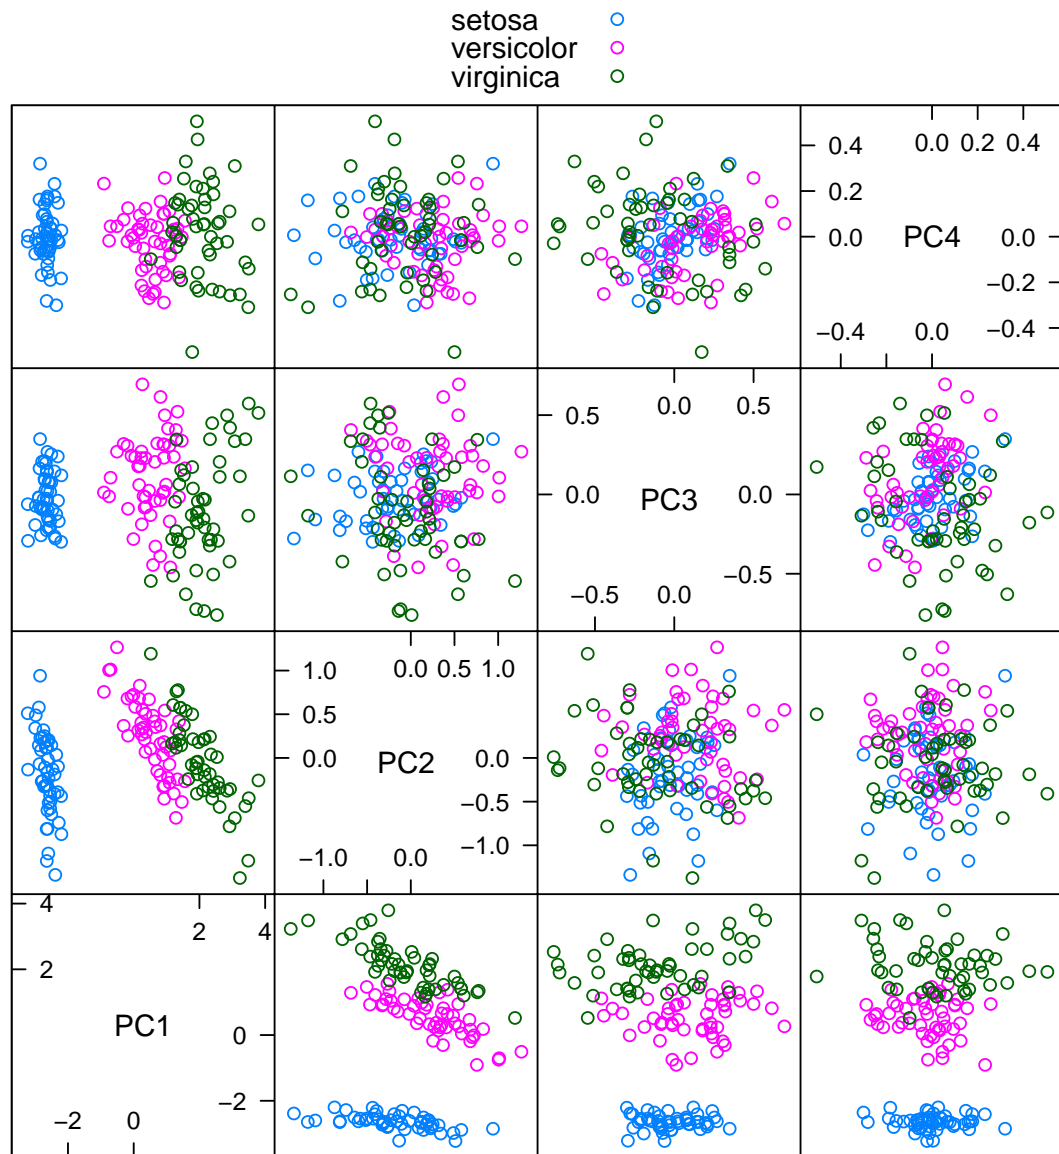 setosa
versicolor
virginica
0.4 0.0 0.2 0.4
0.2
0.0 PC4 0.0
−0.2
−0.4 0.0 −0.4
0.5 0.0 0.5
0.0 PC3 0.0
−0.5 0.0 −0.5
1.0 0.0 0.5 1.0
0.5
0.0 PC2 0.0
−0.5
−1.0 0.0 −1.0
4 2 4
2
PC1 0
−2 0 −2